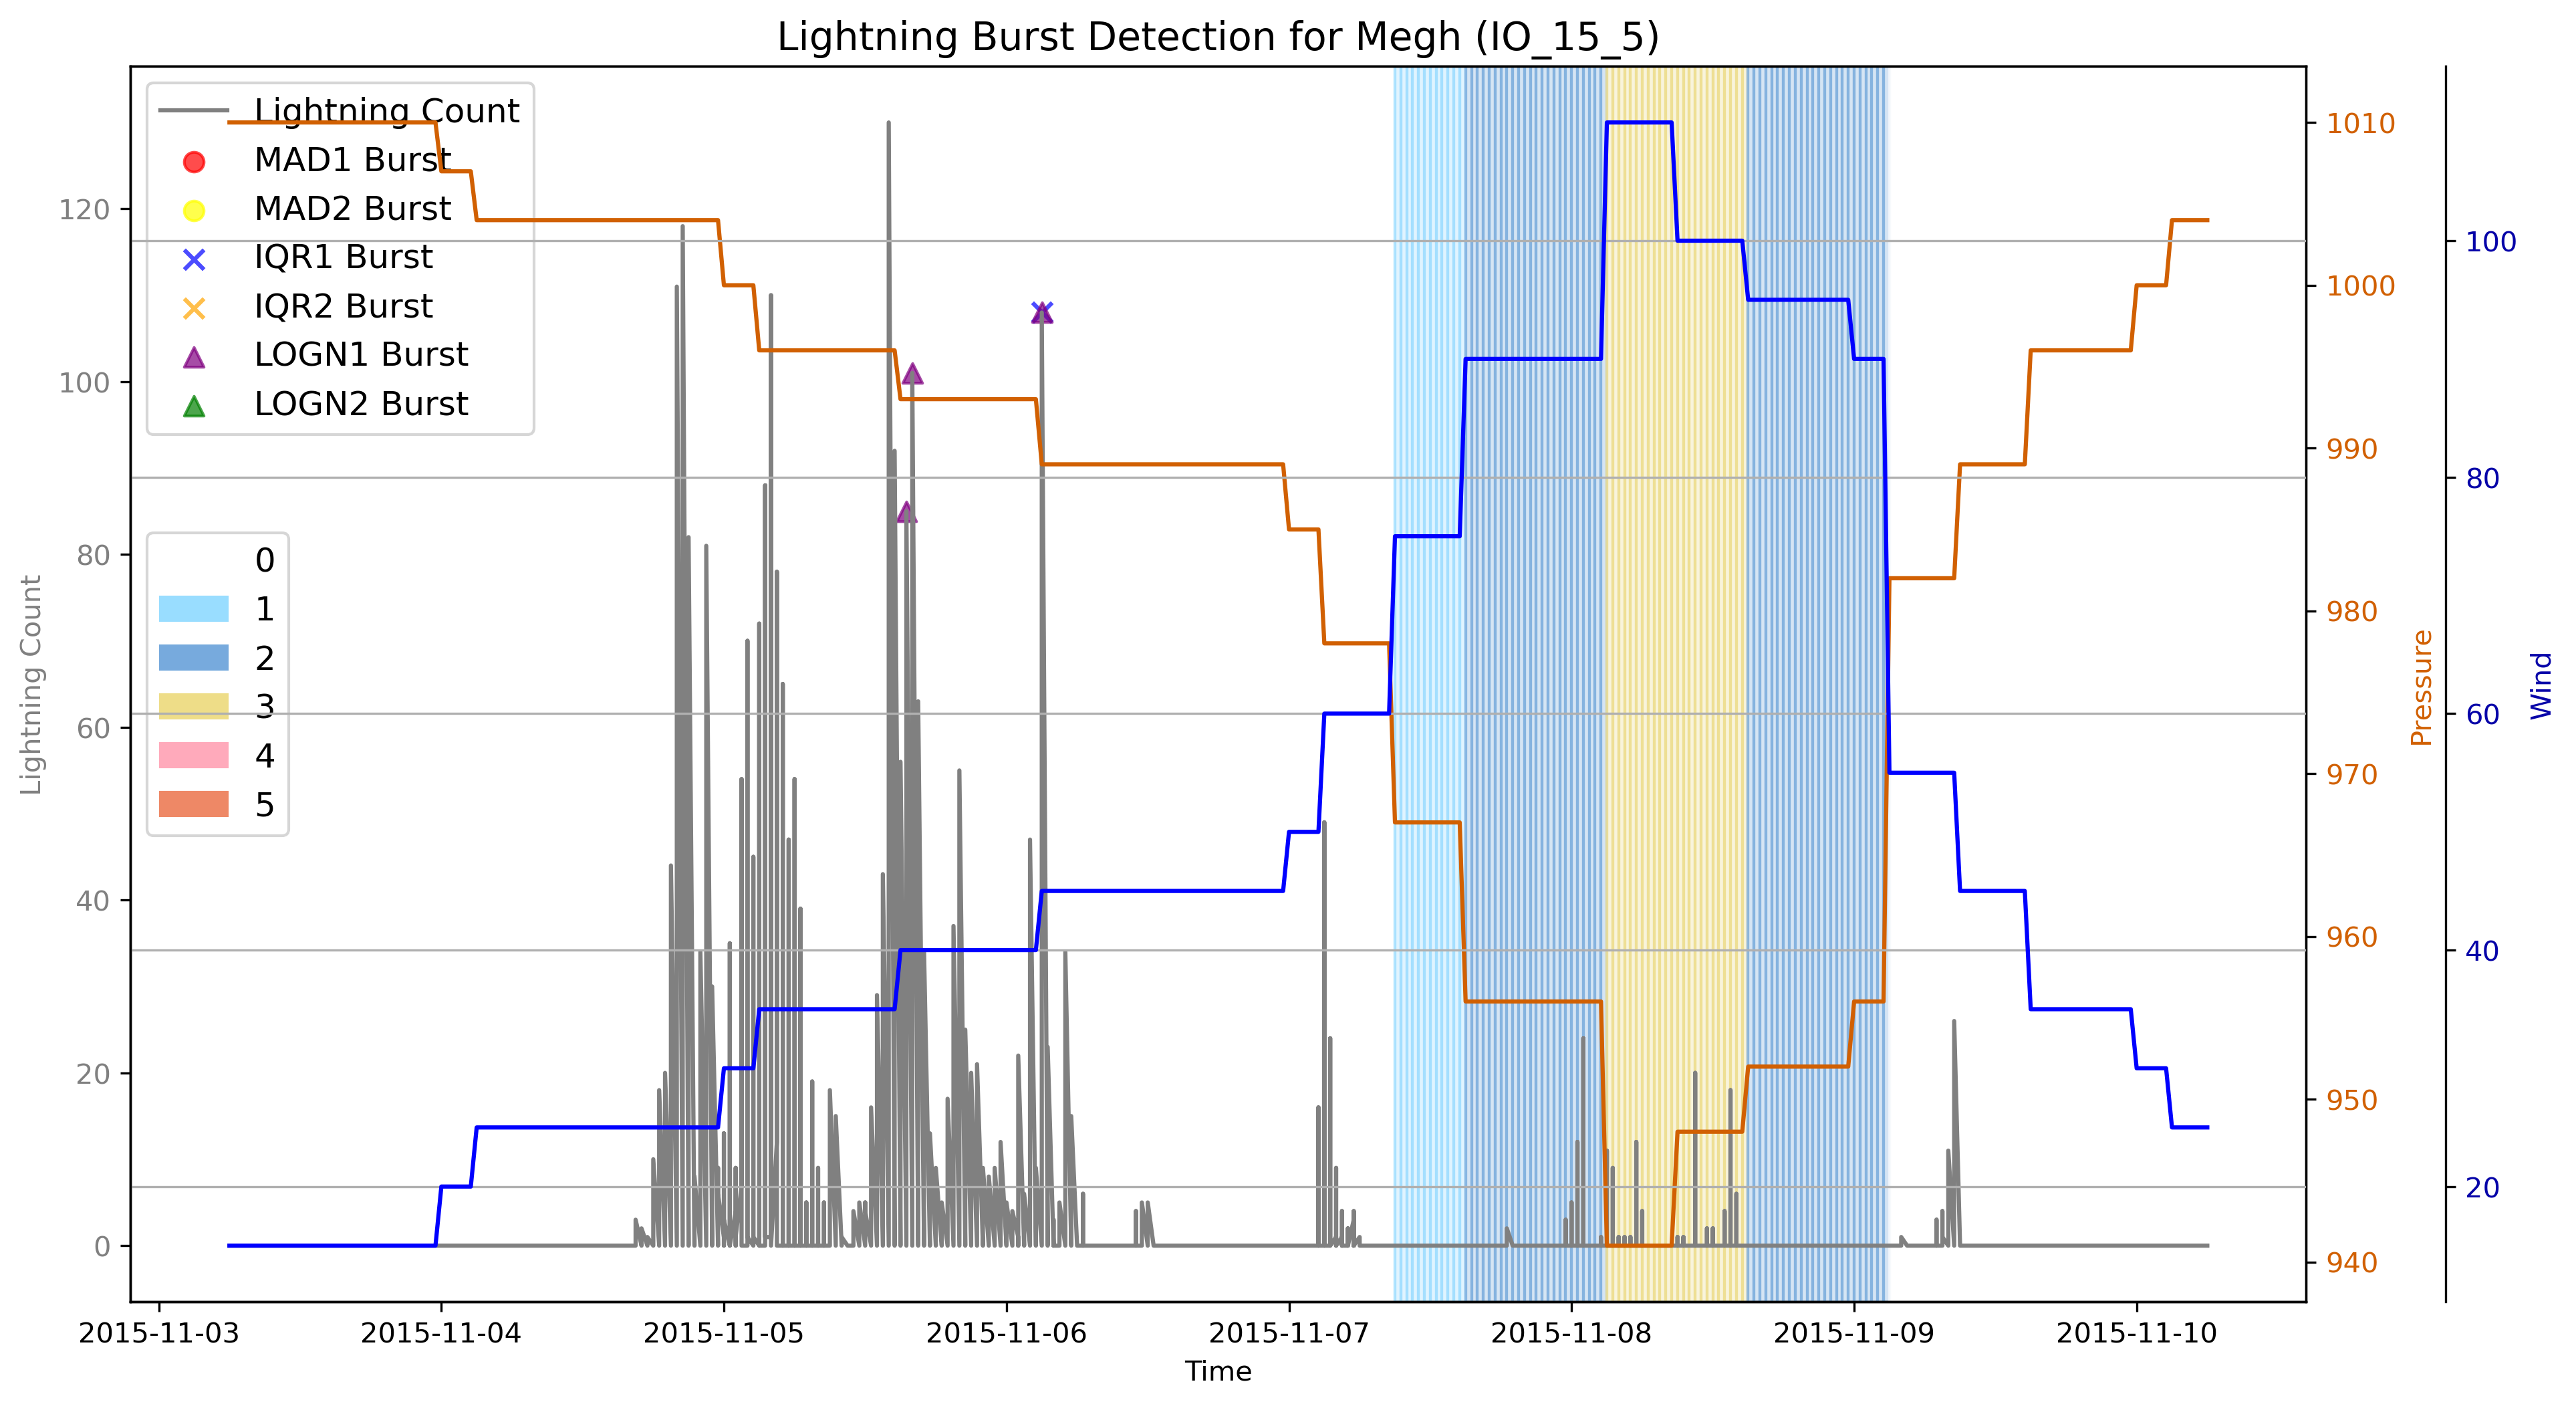 Lightning Burst Detection for Megh (IO_15_5)
Lightning Count
MAD1 Burst
MAD2 Burst
IQR1 Burst
IQR2 Burst
LOGN1 Burst
LOGN2 Burst
0
1
2
3
4
5
Lightning Count
120
100
80
60
40
20
0
1010
1000
990
980
970
960
950
940
Pressure
100
80
60
40
20
Wind
2015-11-03 2015-11-04 2015-11-05 2015-11-06 2015-11-07 2015-11-08 2015-11-09 2015-11-10
Time